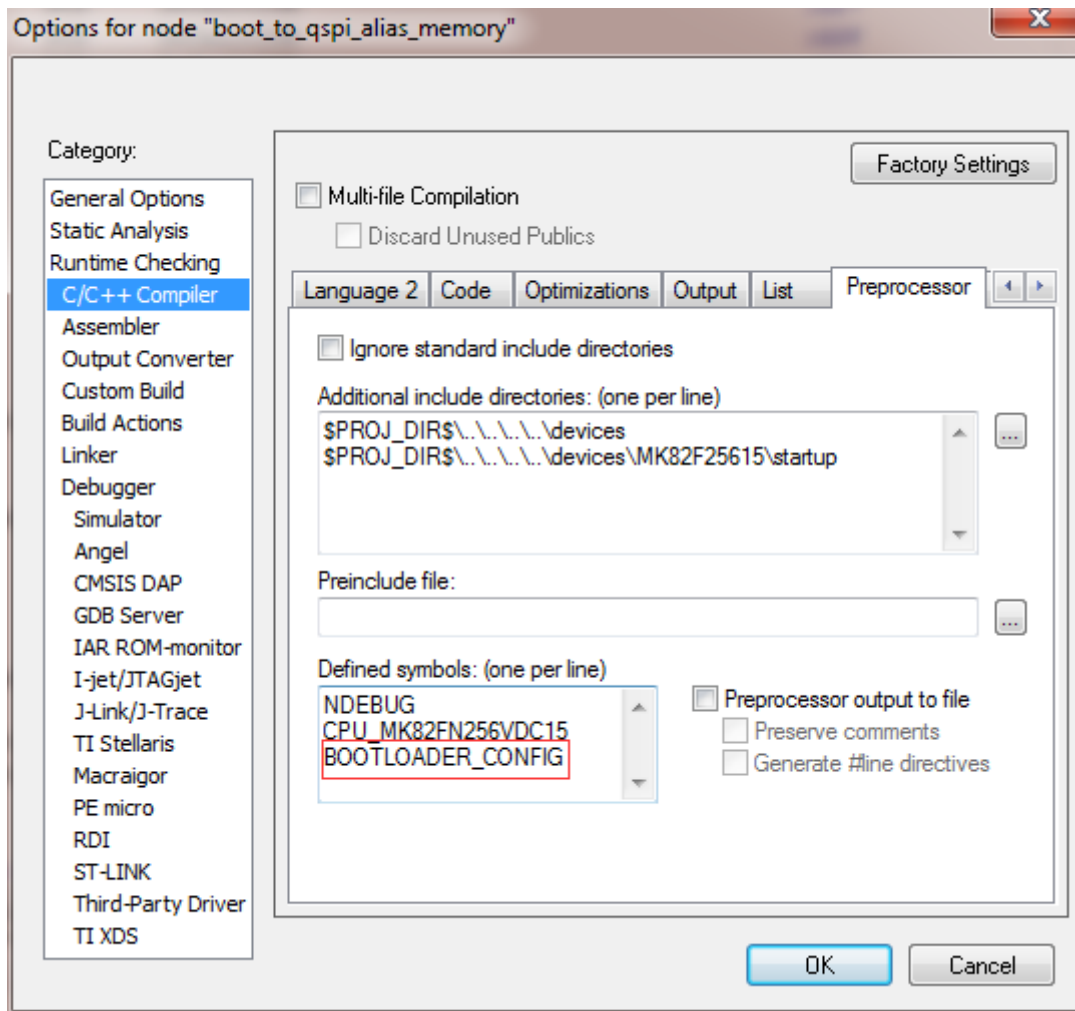 Options for node "boot_to_qspi_alias_memory"
x
Category:
General Options
Static Analysis
Runtime Checking
C/C++ Compiler
Assembler
Output Converter
Custom Build
Build Actions
Linker
Debugger
Simulator
Angel
CMSIS DAP
GDB Server
IAR ROM-monitor
I-jet/JTAGjet
J-Link/J-Trace
TI Stellaris
Macraigor
PE micro
RDI
ST-LINK
Third-Party Driver
TI XDS
Factory Settings
Multi-file Compilation
Discard Unused Publics
Language 2 Code Optimizations Output List Preprocessor
Ignore standard include directories
Additional include directories: (one per line)
$PROJ_DIR$\..\..\..\..\devices
$PROJ_DIR$\..\..\..\..\devices\MK82F25615\startup
...
Preinclude file:
...
Defined symbols: (one per line)
NDEBUG
CPU_MK82FN256VDC15
BOOTLOADER_CONFIG
Preprocessor output to file
Preserve comments
Generate #line directives
OK Cancel